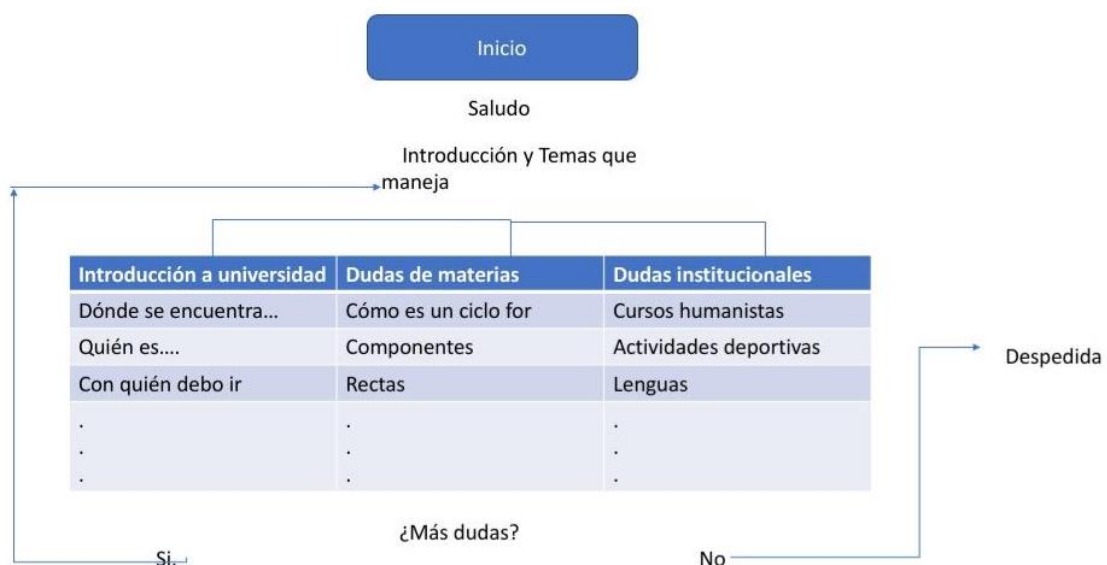 Inicio
Saludo
Introducción y Temas que
maneja
Introducción a universidad Dudas de materias Dudas institucionales
Dónde se encuentra... Cómo es un ciclo for Cursos humanistas
Quién es.... Componentes Actividades deportivas
Con quién debo ir Rectas Lenguas
. . .
. . .
. . .
Despedida
¿Más dudas?
Si. No